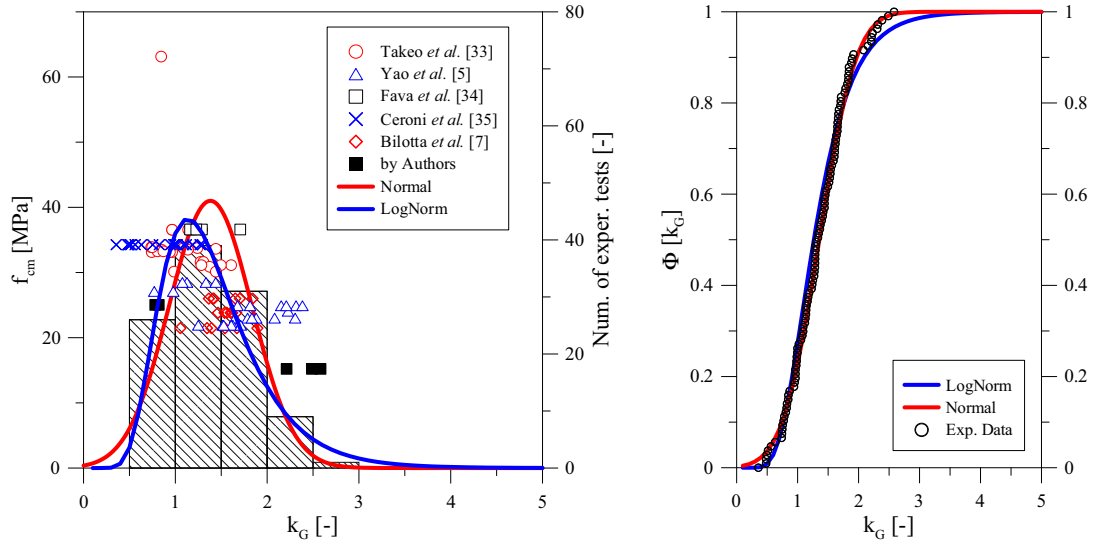 80
60
40
20
0
f_cm [MPa]
60
40
20
0
Num. of exper. tests [-]
0
1
2
3
4
5
k_G [-]
Takeo et al. [33]
Yao et al. [5]
Fava et al. [34]
Ceroni et al. [35]
Bilotta et al. [7]
by Authors
Normal
LogNorm
1
0.8
0.6
0.4
0.2
0
Φ [k_G]
1
0.8
0.6
0.4
0.2
0
0
1
2
3
4
5
k_G [-]
LogNorm
Normal
Exp. Data